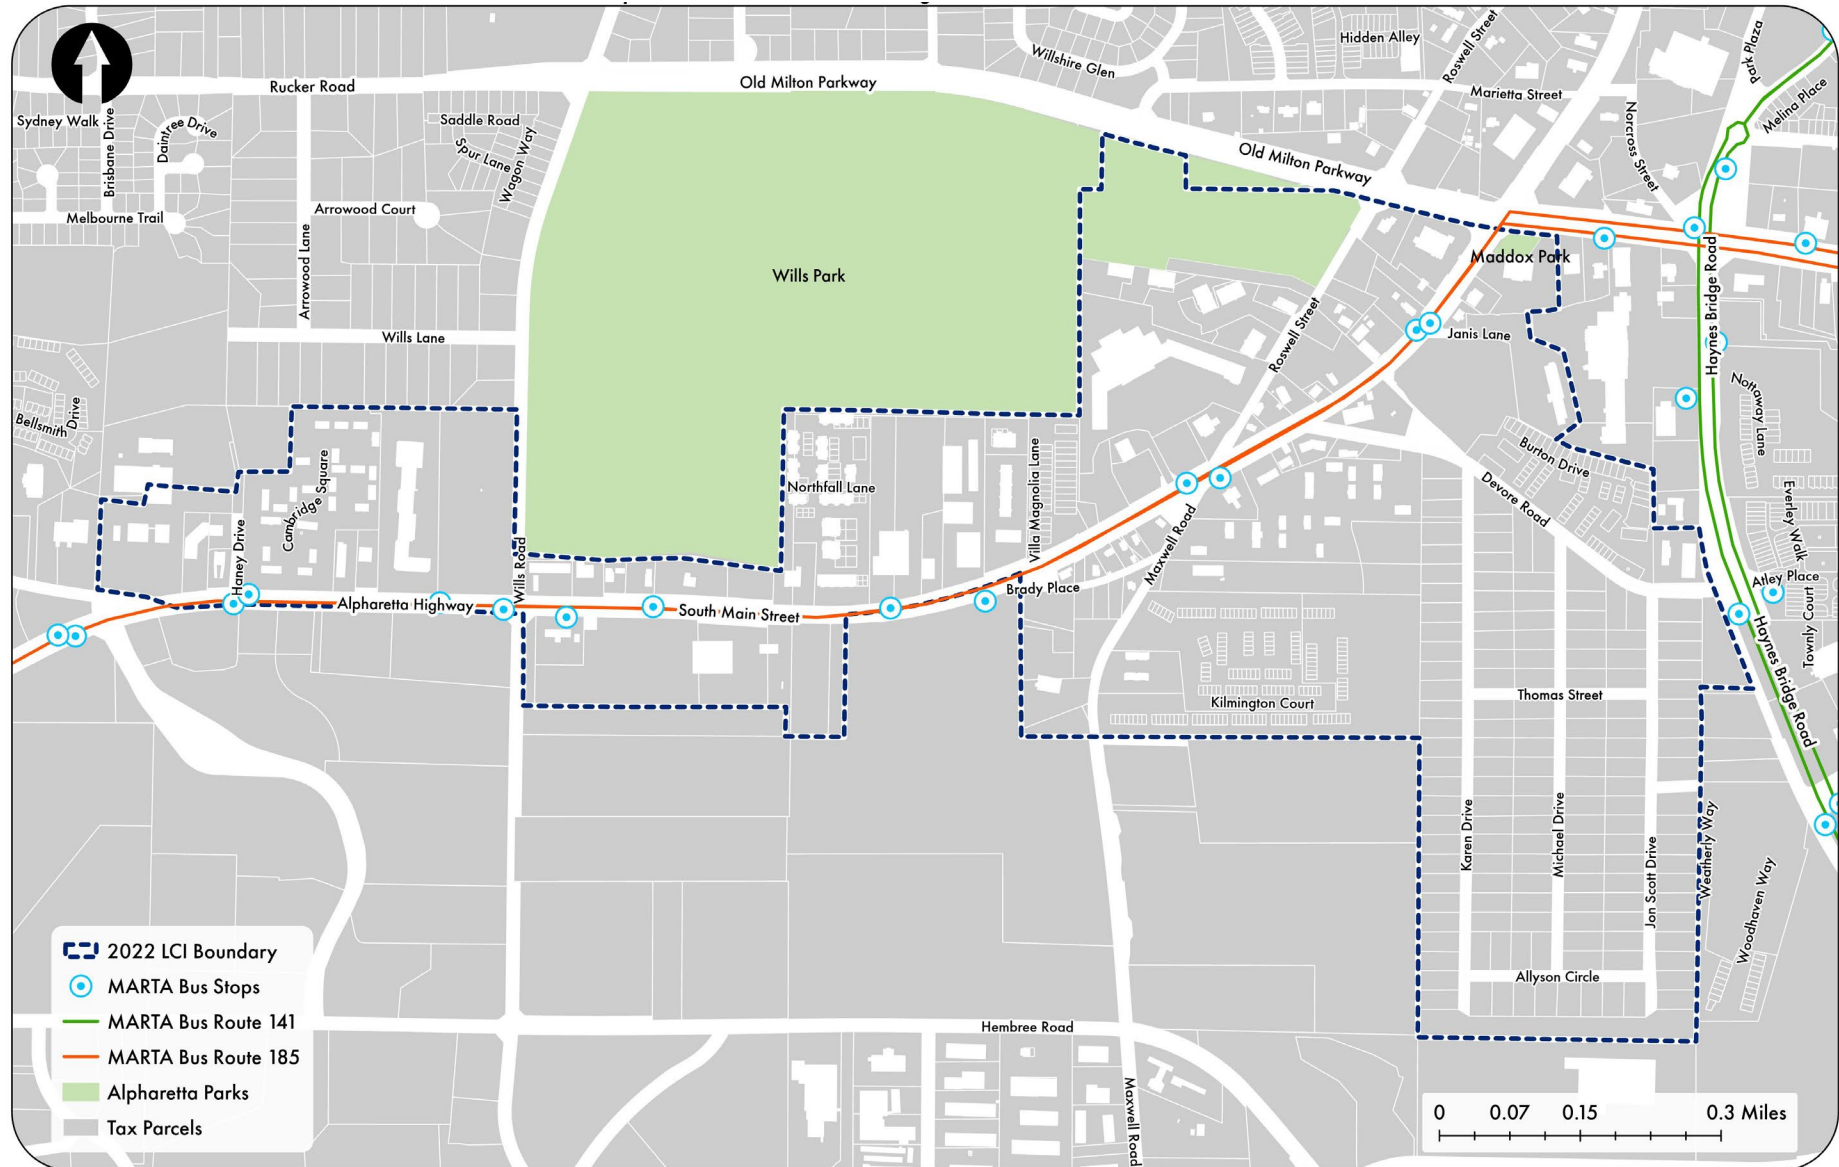 Hidden Alley
Willshire Glen
Roswell Street
Park Plaza
Rucker Road
Old Milton Parkway
Marietta Street
Melina Place
Sydney Walk
Brisbane Drive
Daintree Drive
Saddle Road
Spur Lane
Wagon Way
Norcross Street
Old Milton Parkway
Melbourne Trail
Arrowood Court
Arrowood Lane
Wills Park
Maddox Park
Haynes Bridge Road
Wills Lane
Roswell Street
Janis Lane
Bellsmith Drive
Nottaway Lane
Cambridge Square
Northfall Lane
Villa Magnolia Lane
Burton Drive
Devore Road
Everley Walk
Haney Drive
Wills Road
Maxwell Road
Brady Place
Atley Place
Alpharetta Highway
South Main Street
Townly Court
Haynes Bridge Road
Kilmington Court
Thomas Street
Karen Drive
Michael Drive
Jon Scott Drive
Weatherly Way
Woodhaven Way
Allyson Circle
Hembree Road
Maxwell Road
2022 LCI Boundary
MARTA Bus Stops
MARTA Bus Route 141
MARTA Bus Route 185
Alpharetta Parks
Tax Parcels
0 0.07 0.15 0.3 Miles